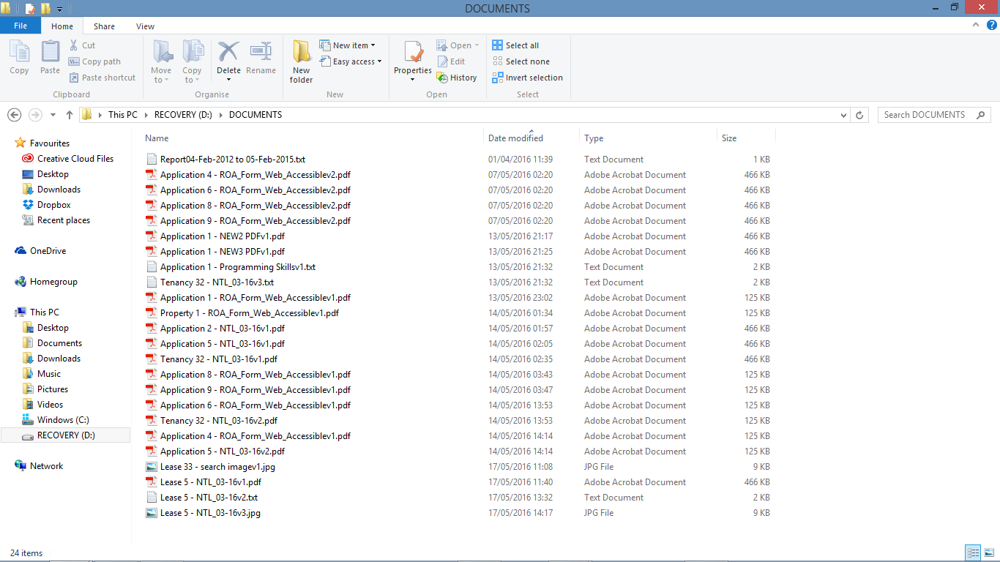 DOCUMENTS
File Home Share View
Copy Paste Cut Copy path Paste shortcut Clipboard
Move to Copy to Delete Rename Organise
New folder New item Easy access New
Properties Open Edit History Open
Select all Select none Invert selection Select
This PC RECOVERY (D:) DOCUMENTS Search DOCUMENTS
Favourites
Creative Cloud Files
Desktop
Downloads
Dropbox
Recent places
OneDrive
Homegroup
This PC
Desktop
Documents
Downloads
Music
Pictures
Videos
Windows (C:)
RECOVERY (D:)
Network
Name Date modified Type Size
Report04-Feb-2012 to 05-Feb-2015.txt 01/04/2016 11:39 Text Document 1 KB
Application 4 - ROA_Form_Web_Accessiblev2.pdf 07/05/2016 02:20 Adobe Acrobat Document 466 KB
Application 6 - ROA_Form_Web_Accessiblev2.pdf 07/05/2016 02:20 Adobe Acrobat Document 466 KB
Application 8 - ROA_Form_Web_Accessiblev2.pdf 07/05/2016 02:20 Adobe Acrobat Document 466 KB
Application 9 - ROA_Form_Web_Accessiblev2.pdf 07/05/2016 02:20 Adobe Acrobat Document 466 KB
Application 1 - NEW2 PDFv1.pdf 13/05/2016 21:17 Adobe Acrobat Document 466 KB
Application 1 - NEW3 PDFv1.pdf 13/05/2016 21:25 Adobe Acrobat Document 466 KB
Application 1 - Programming Skillsv1.txt 13/05/2016 21:32 Text Document 2 KB
Tenancy 32 - NTL_03-16v3.txt 13/05/2016 21:32 Text Document 2 KB
Application 1 - ROA_Form_Web_Accessiblev1.pdf 13/05/2016 23:02 Adobe Acrobat Document 125 KB
Property 1 - ROA_Form_Web_Accessiblev1.pdf 14/05/2016 01:34 Adobe Acrobat Document 125 KB
Application 2 - NTL_03-16v1.pdf 14/05/2016 01:57 Adobe Acrobat Document 466 KB
Application 5 - NTL_03-16v1.pdf 14/05/2016 02:05 Adobe Acrobat Document 466 KB
Tenancy 32 - NTL_03-16v1.pdf 14/05/2016 02:35 Adobe Acrobat Document 466 KB
Application 8 - ROA_Form_Web_Accessiblev1.pdf 14/05/2016 03:43 Adobe Acrobat Document 125 KB
Application 9 - ROA_Form_Web_Accessiblev1.pdf 14/05/2016 03:47 Adobe Acrobat Document 125 KB
Application 6 - ROA_Form_Web_Accessiblev1.pdf 14/05/2016 13:53 Adobe Acrobat Document 125 KB
Tenancy 32 - NTL_03-16v2.pdf 14/05/2016 13:53 Adobe Acrobat Document 125 KB
Application 4 - ROA_Form_Web_Accessiblev1.pdf 14/05/2016 14:14 Adobe Acrobat Document 125 KB
Application 5 - NTL_03-16v2.pdf 14/05/2016 14:14 Adobe Acrobat Document 125 KB
Lease 33 - search imagev1.jpg 17/05/2016 11:08 JPG File 9 KB
Lease 5 - NTL_03-16v1.pdf 17/05/2016 11:40 Adobe Acrobat Document 466 KB
Lease 5 - NTL_03-16v2.txt 17/05/2016 13:32 Text Document 2 KB
Lease 5 - NTL_03-16v3.jpg 17/05/2016 14:17 JPG File 9 KB
24 items